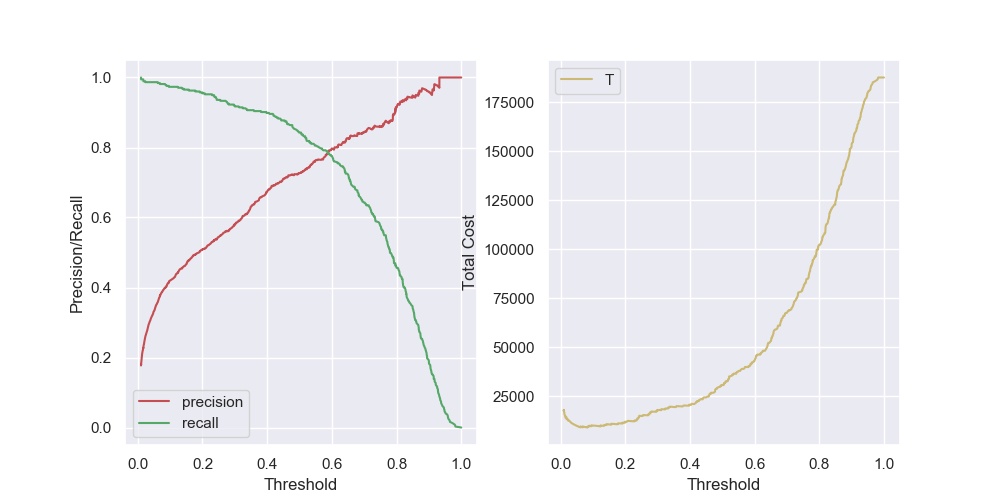 1.0
0.8
0.6
0.4
0.2
0.0
Precision/Recall
precision
recall
0.0 0.2 0.4 0.6 0.8 1.0
Threshold
T
175000
150000
125000
100000
75000
50000
25000
Total Cost
0.0 0.2 0.4 0.6 0.8 1.0
Threshold